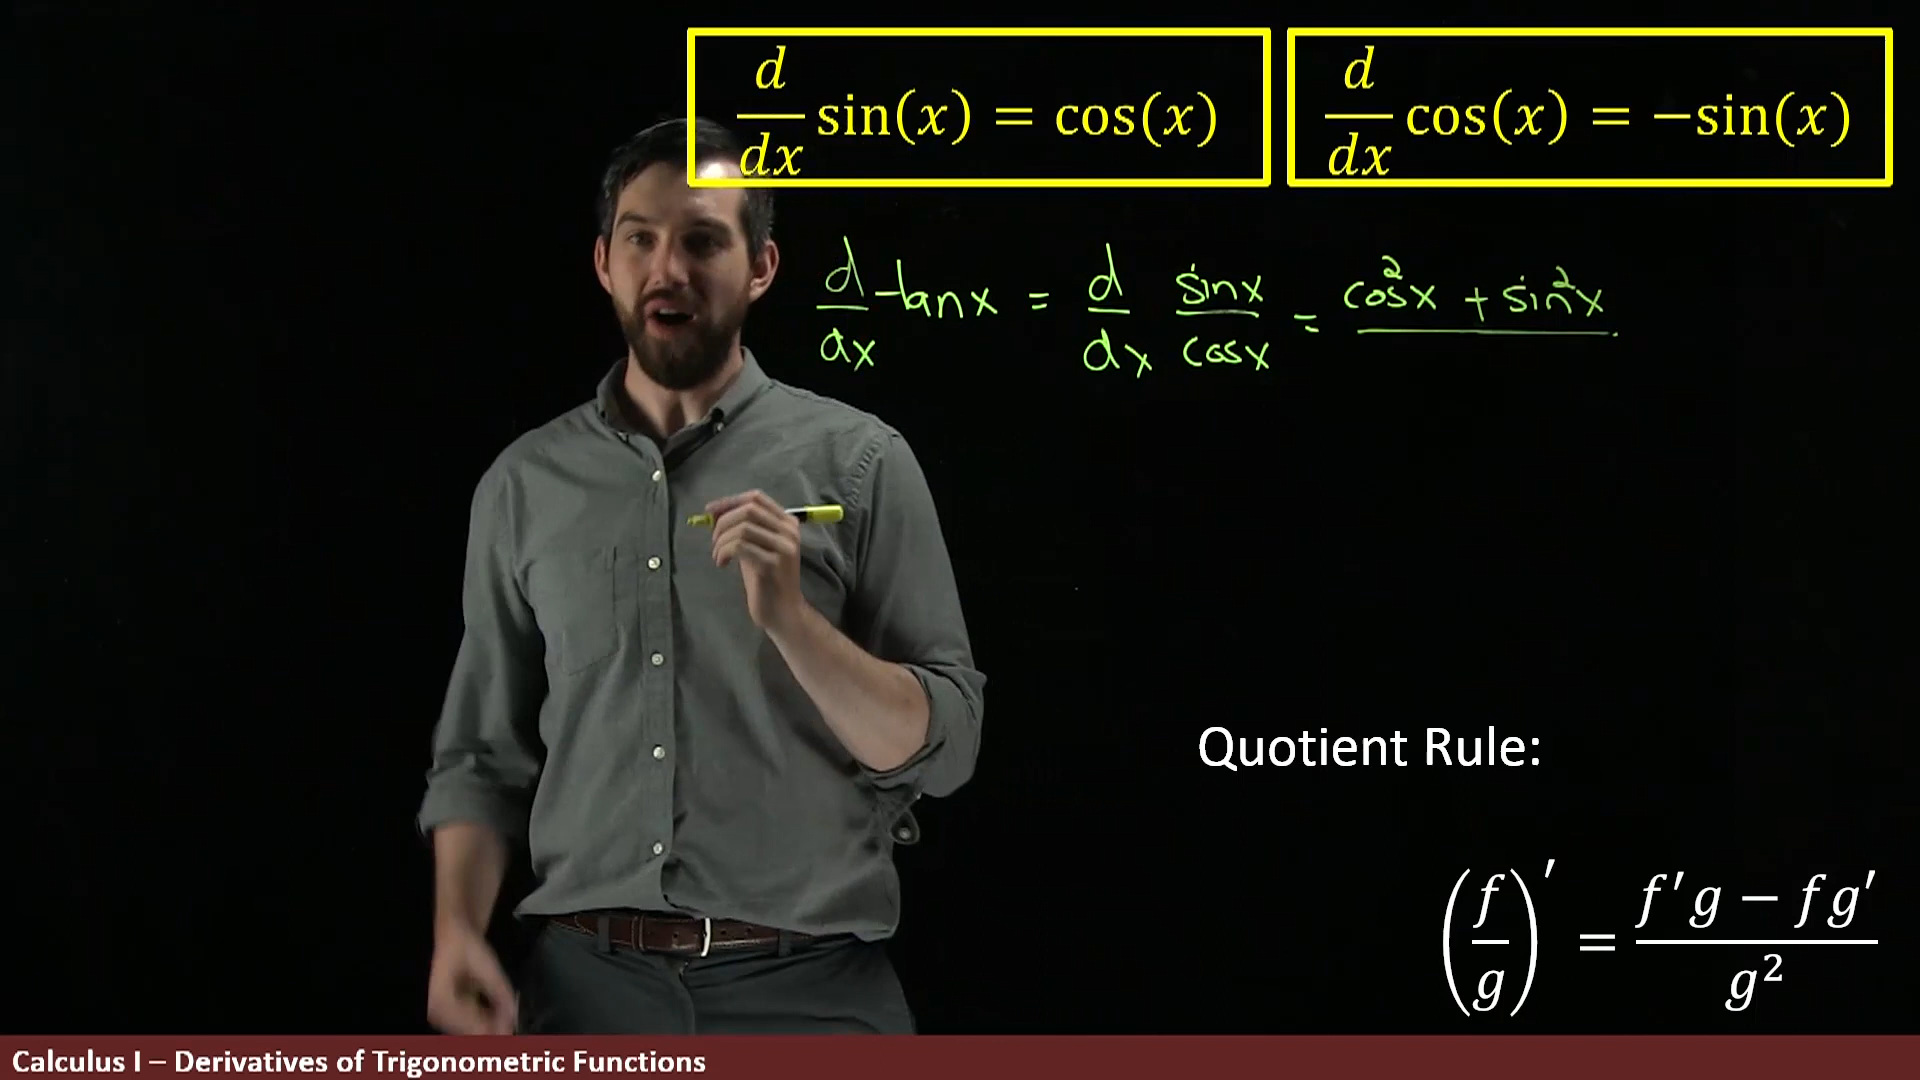 d/dx sin(x) = cos(x)
d/dx cos(x) = −sin(x)
d/dx tanx = d/dx sinx/cosx = cos²x + sin²x
Quotient Rule:
(f/g)′ = (f′g − fg′)/g²
Calculus I – Derivatives of Trigonometric Functions